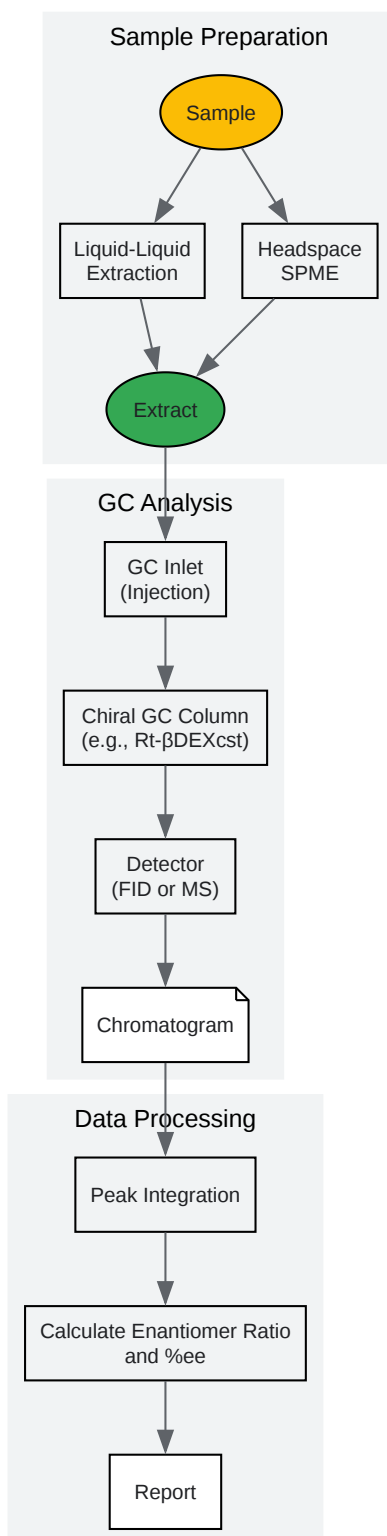 Sample Preparation
Sample
Liquid-Liquid
Extraction
Headspace
SPME
Extract
GC Analysis
GC Inlet
(Injection)
Chiral GC Column
(e.g., Rt-βDEXcst)
Detector
(FID or MS)
Chromatogram
Data Processing
Peak Integration
Calculate Enantiomer Ratio
and %ee
Report